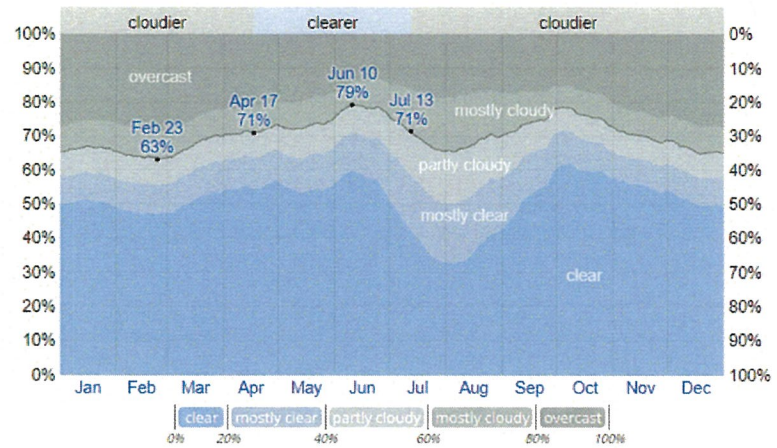 cloudier clearer cloudier
100% 0%
90% 10%
overcast
Jun 10
79%
80% 20%
Apr 17
71%
Jul 13
71%
mostly cloudy
Feb 23
63%
70% 30%
partly cloudy
60% 40%
50% 50%
mostly clear
40% 60%
30% 70%
clear
20% 80%
10% 90%
0% 100%
Jan Feb Mar Apr May Jun Jul Aug Sep Oct Nov Dec
clear mostly clear partly cloudy mostly cloudy overcast
0% 20% 40% 60% 80% 100%